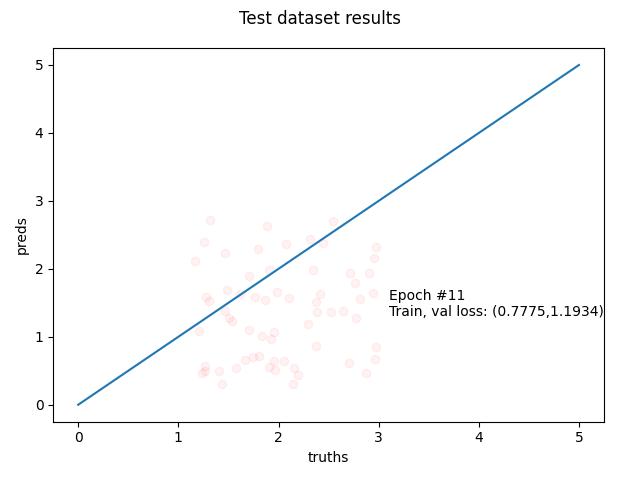 Test dataset results
5
4
3
2
1
0
preds
Epoch #11
Train, val loss: (0.7775,1.1934)
0 1 2 3 4 5
truths